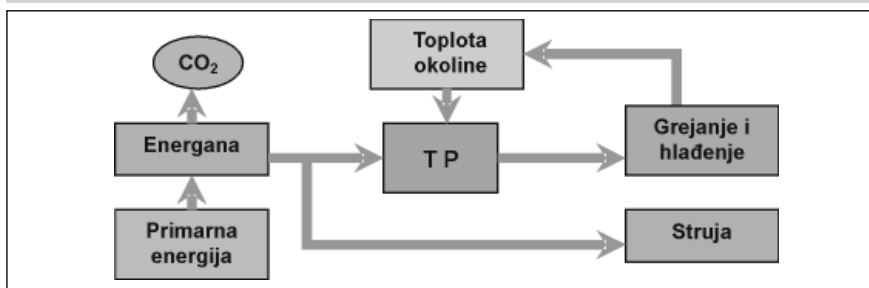 CO₂
Toplota
okoline
Energana
T P
Grejanje i
hlađenje
Primarna
energija
Struja